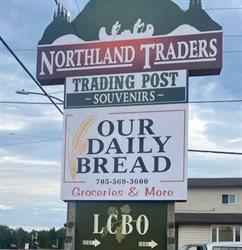 NORTHLAND TRADERS
TRADING POST
- SOUVENIRS -
OUR
DAILY
BREAD
705-569-3600
Groceries & More
LCBO